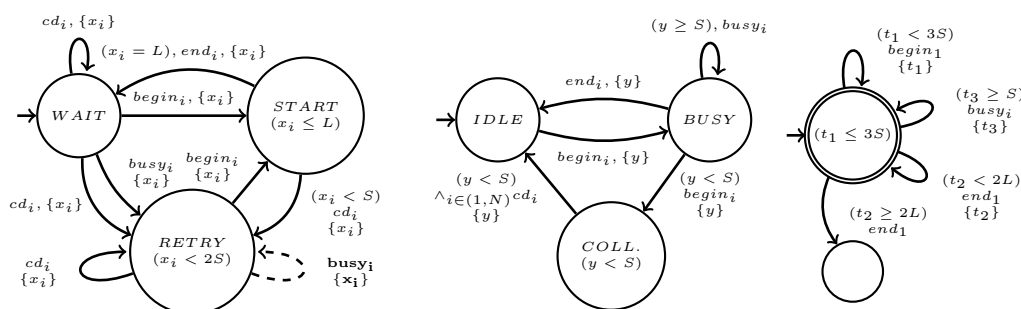 cd_i, {x_i}
(x_i = L), end_i, {x_i}
WAIT
begin_i, {x_i}
START
(x_i ≤ L)
busy_i
{x_i}
begin_i
{x_i}
cd_i, {x_i}
(x_i < S)
cd_i
{x_i}
RETRY
(x_i < 2S)
cd_i
{x_i}
busy_i
{x_i}
(y ≥ S), busy_i
end_i, {y}
IDLE
BUSY
begin_i, {y}
(y < S)
∧_{i∈(1,N)} cd_i
{y}
(y < S)
begin_i
{y}
COLL.
(y < S)
(t_1 < 3S)
begin_1
{t_1}
(t_3 ≥ S)
busy_i
{t_3}
(t_1 ≤ 3S)
(t_2 < 2L)
end_1
{t_2}
(t_2 ≥ 2L)
end_1